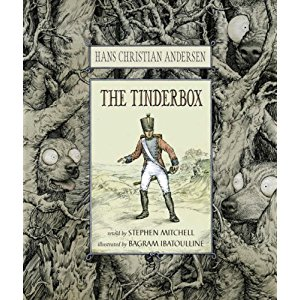 HANS CHRISTIAN ANDERSEN
THE TINDERBOX
retold by STEPHEN MITCHELL
illustrated by BAGRAM IBATOULLINE